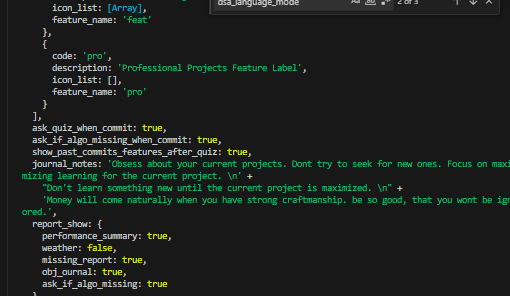 icon_list: [Array],
dsa_language_mode
2 of 3
feature_name: 'feat'
},
{
code: 'pro',
description: 'Professional Projects Feature Label',
icon_list: [],
feature_name: 'pro'
}
],
ask_quiz_when_commit: true,
ask_if_algo_missing_when_commit: true,
show_past_commits_features_after_quiz: true,
journal_notes: 'Obsess about your current projects. Dont try to seek for new ones. Focus on maxi
mizing learning for the current project. \n' +
"Don't learn something new until the current project is maximized. \n" +
'Money will come naturally when you have strong craftmanship. be so good, that you wont be ign
ored.',
report_show: {
performance_summary: true,
weather: false,
missing_report: true,
obj_ournal: true,
ask_if_algo_missing: true
}